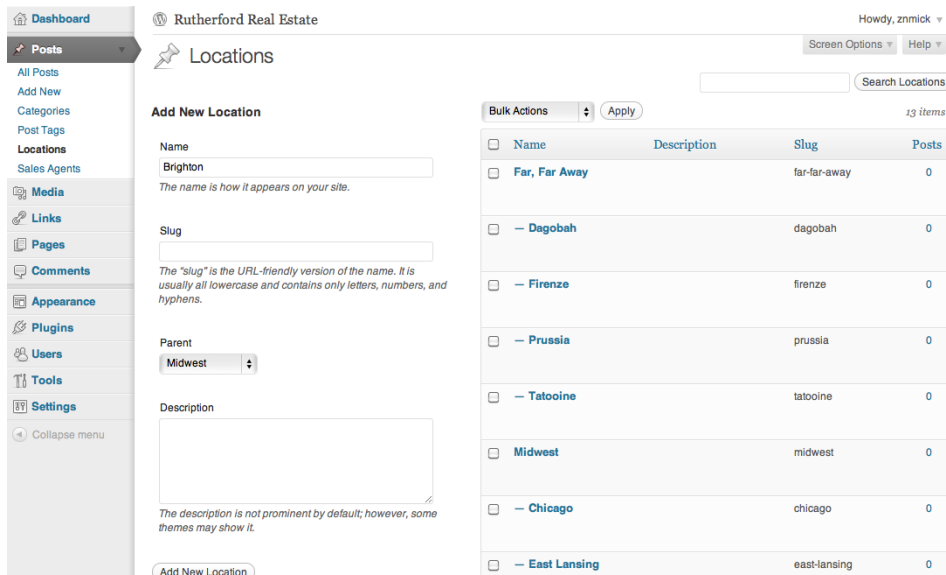 Dashboard
Posts
All Posts
Add New
Categories
Post Tags
Locations
Sales Agents
Media
Links
Pages
Comments
Appearance
Plugins
Users
Tools
Settings
Collapse menu
Rutherford Real Estate
Howdy, znmick
Screen Options
Help
Locations
Search Locations
Add New Location
Name
Brighton
The name is how it appears on your site.
Slug
The "slug" is the URL-friendly version of the name. It is
usually all lowercase and contains only letters, numbers, and
hyphens.
Parent
Midwest
Description
The description is not prominent by default; however, some
themes may show it.
Add New Location
Bulk Actions
Apply
13 items
Name Description Slug Posts
Far, Far Away far-far-away 0
— Dagobah dagobah 0
— Firenze firenze 0
— Prussia prussia 0
— Tatooine tatooine 0
Midwest midwest 0
— Chicago chicago 0
— East Lansing east-lansing 0